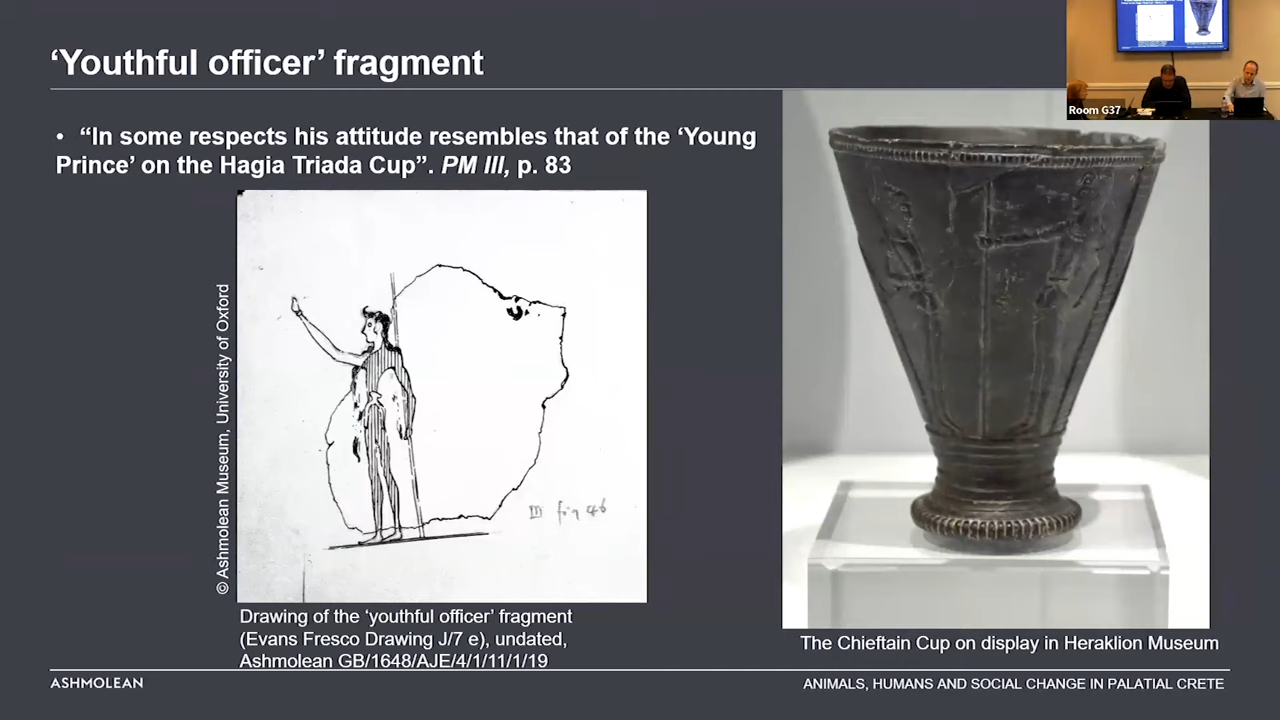 ‘Youthful officer’ fragment
Room G37
• “In some respects his attitude resembles that of the ‘Young
Prince’ on the Hagia Triada Cup”. PM III, p. 83
© Ashmolean Museum, University of Oxford
III fig 46
Drawing of the ‘youthful officer’ fragment
(Evans Fresco Drawing J/7 e), undated,
Ashmolean GB/1648/AJE/4/1/11/1/19
The Chieftain Cup on display in Heraklion Museum
ASHMOLEAN
ANIMALS, HUMANS AND SOCIAL CHANGE IN PALATIAL CRETE